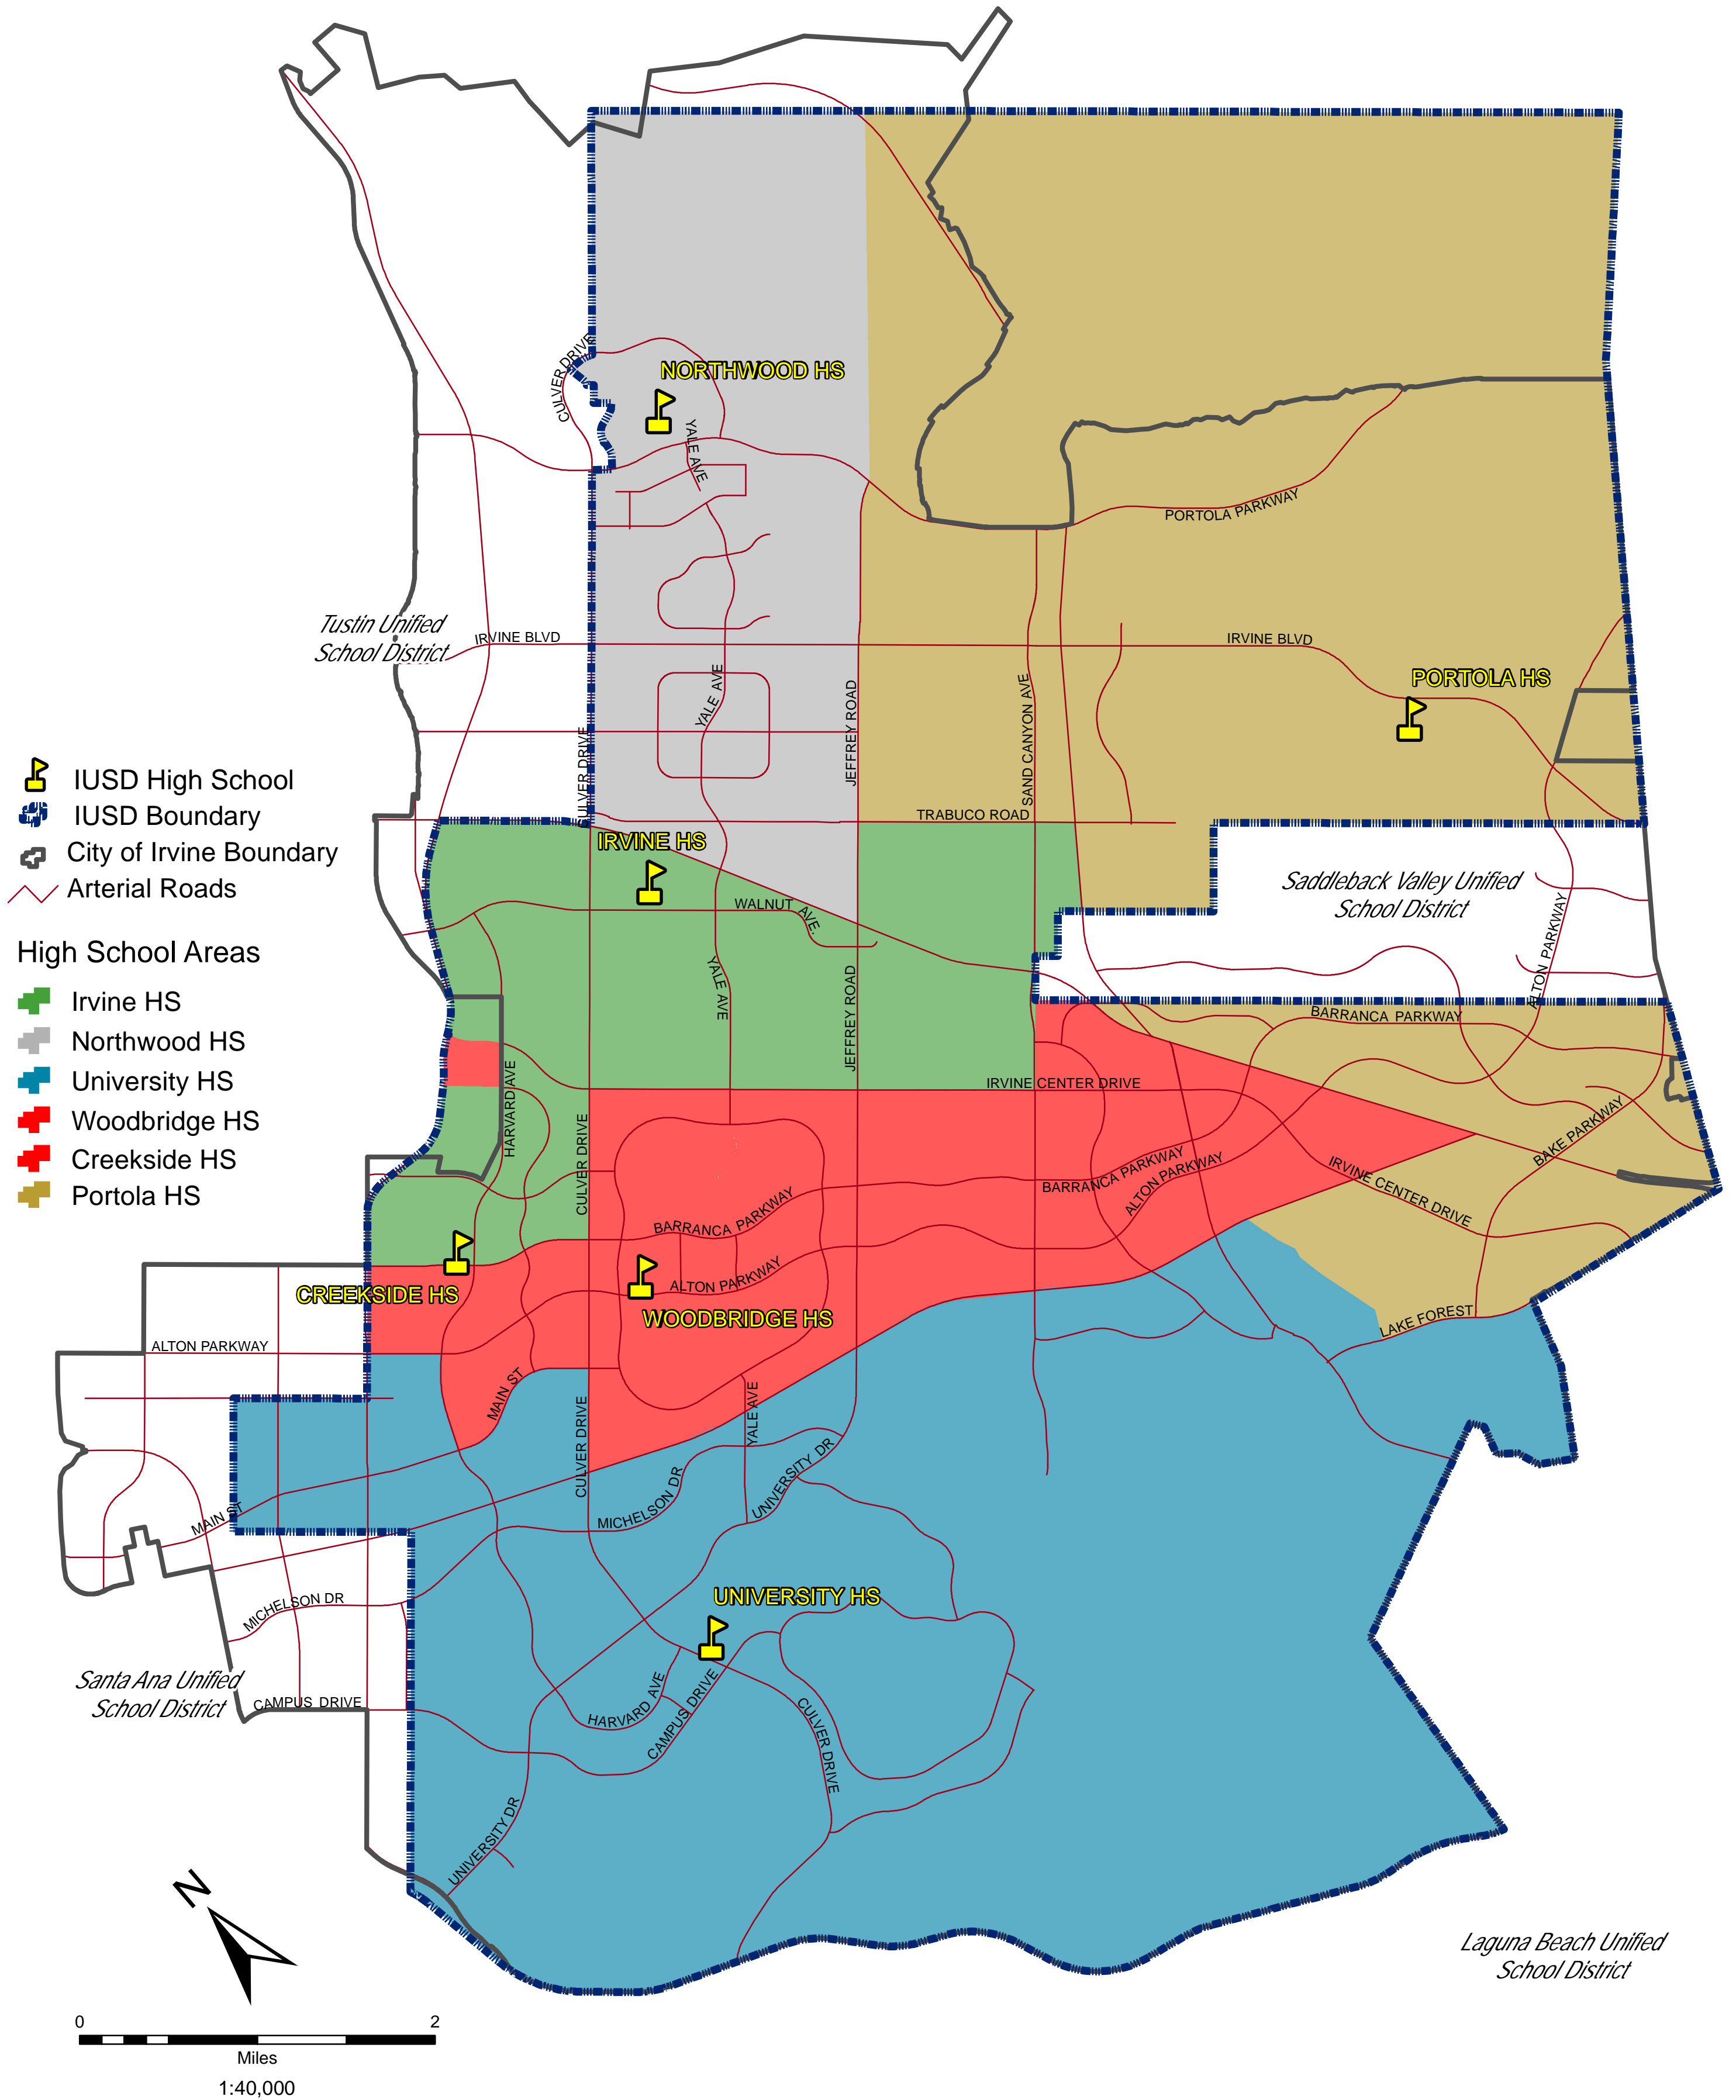 CULVER DRIVE
NORTHWOOD HS
YALE AVE
PORTOLA PARKWAY
Tustin Unified
School District
IRVINE BLVD
IRVINE BLVD
PORTOLA HS
YALE AVE
JEFFREY ROAD
SAND CANYON AVE
CULVER DRIVE
TRABUCO ROAD
IRVINE HS
IUSD High School
IUSD Boundary
City of Irvine Boundary
Arterial Roads
High School Areas
Irvine HS
Northwood HS
University HS
Woodbridge HS
Creekside HS
Portola HS
WALNUT AVE.
Saddleback Valley Unified
School District
ALTON PARKWAY
YALE AVE
JEFFREY ROAD
BARRANCA PARKWAY
HARVARD AVE
IRVINE CENTER DRIVE
CULVER DRIVE
BAKE PARKWAY
BARRANCA PARKWAY
ALTON PARKWAY
IRVINE CENTER DRIVE
BARRANCA PARKWAY
ALTON PARKWAY
CREEKSIDE HS
WOODBRIDGE HS
LAKE FOREST
ALTON PARKWAY
MAIN ST
CULVER DRIVE
YALE AVE
UNIVERSITY DR
MICHELSON DR
MAIN ST
UNIVERSITY HS
MICHELSON DR
Santa Ana Unified
School District
CAMPUS DRIVE
HARVARD AVE
CAMPUS DRIVE
CULVER DRIVE
UNIVERSITY DR
N
Laguna Beach Unified
School District
0 2
Miles
1:40,000